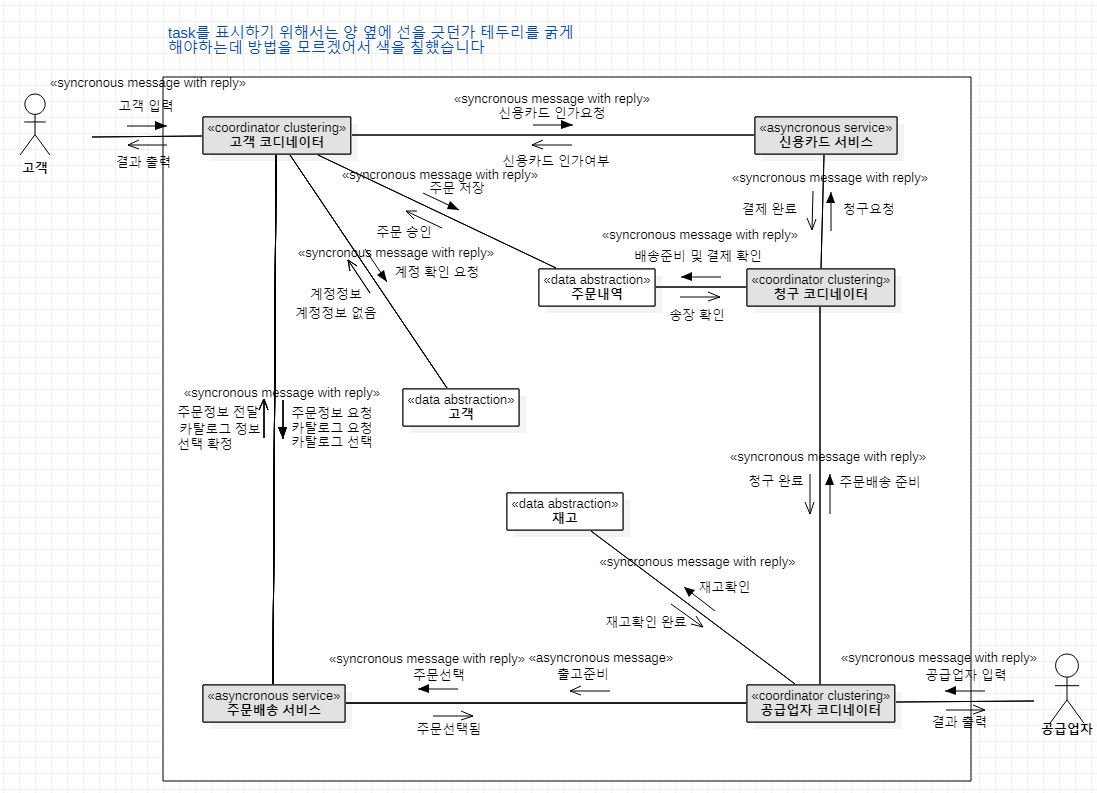 task를 표시하기 위해서는 양 옆에 선을 긋던가 테두리를 굵게
해야하는데 방법을 모르겠어서 색을 칠했습니다
«syncronous message with reply»
고객 입력
결과 출력
고객
«coordinator clustering»
고객 코디네이터
«syncronous message with reply»
신용카드 인가요청
신용카드 인가여부
«asyncronous service»
신용카드 서비스
«syncronous message with reply»
주문 저장
주문 승인
«syncronous message with reply»
결제 완료
청구요청
«syncronous message with reply»
계정 확인 요청
계정정보
계정정보 없음
«syncronous message with reply»
배송준비 및 결제 확인
송장 확인
«data abstraction»
주문내역
«coordinator clustering»
청구 코디네이터
«data abstraction»
고객
«syncronous message with reply»
주문정보 전달
카탈로그 정보
선택 확정
주문정보 요청
카탈로그 요청
카탈로그 선택
«syncronous message with reply»
청구 완료
주문배송 준비
«data abstraction»
재고
«syncronous message with reply»
재고확인
재고확인 완료
«syncronous message with reply»
주문선택
주문선택됨
«asyncronous message»
출고준비
«asyncronous service»
주문배송 서비스
«coordinator clustering»
공급업자 코디네이터
«syncronous message with reply»
공급업자 입력
결과 출력
공급업자